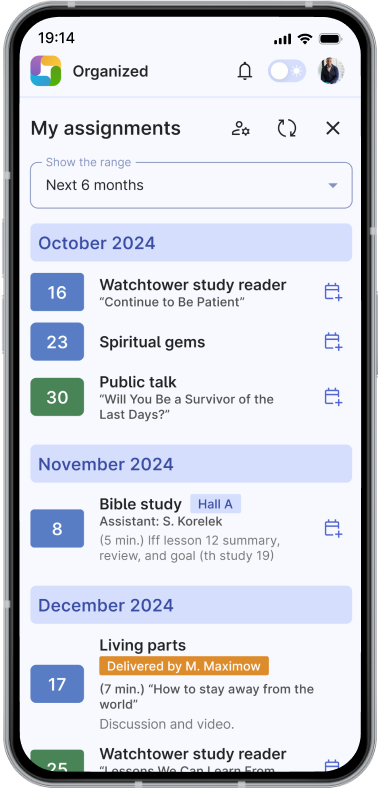 19:14
Organized
My assignments
Show the range
Next 6 months
October 2024
16
Watchtower study reader
“Continue to Be Patient”
23
Spiritual gems
30
Public talk
“Will You Be a Survivor of the
Last Days?”
November 2024
8
Bible study
Hall A
Assistant: S. Korelek
(5 min.) Iff lesson 12 summary,
review, and goal (th study 19)
December 2024
17
Living parts
Delivered by M. Maximow
(7 min.) “How to stay away from the
world”
Discussion and video.
25
Watchtower study reader
“Lessons We Can Learn From